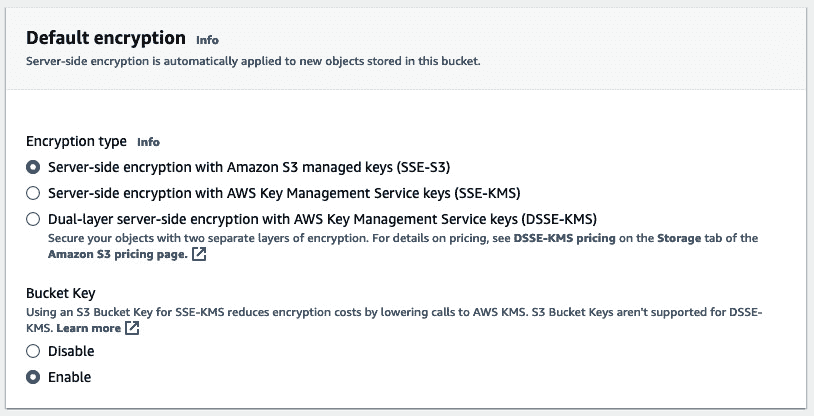 Default encryption Info
Server-side encryption is automatically applied to new objects stored in this bucket.
Encryption type Info
Server-side encryption with Amazon S3 managed keys (SSE-S3)
Server-side encryption with AWS Key Management Service keys (SSE-KMS)
Dual-layer server-side encryption with AWS Key Management Service keys (DSSE-KMS)
Secure your objects with two separate layers of encryption. For details on pricing, see DSSE-KMS pricing on the Storage tab of the
Amazon S3 pricing page.
Bucket Key
Using an S3 Bucket Key for SSE-KMS reduces encryption costs by lowering calls to AWS KMS. S3 Bucket Keys aren't supported for DSSE-
KMS. Learn more
Disable
Enable